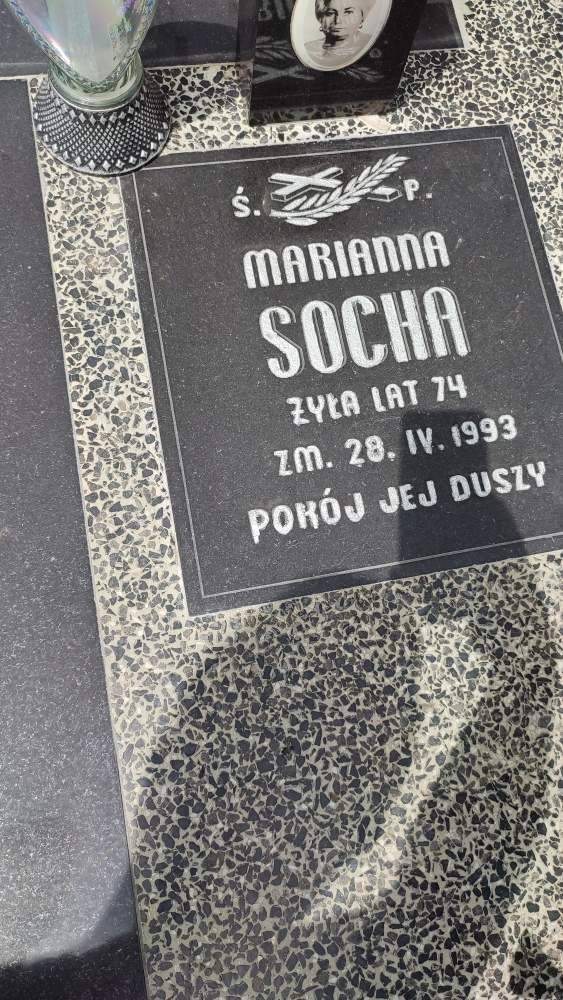 Ś. P.
MARIANNA
SOCHA
ŻYŁA LAT 74
ZM. 28. IV. 1993
POKÓJ JEJ DUSZY